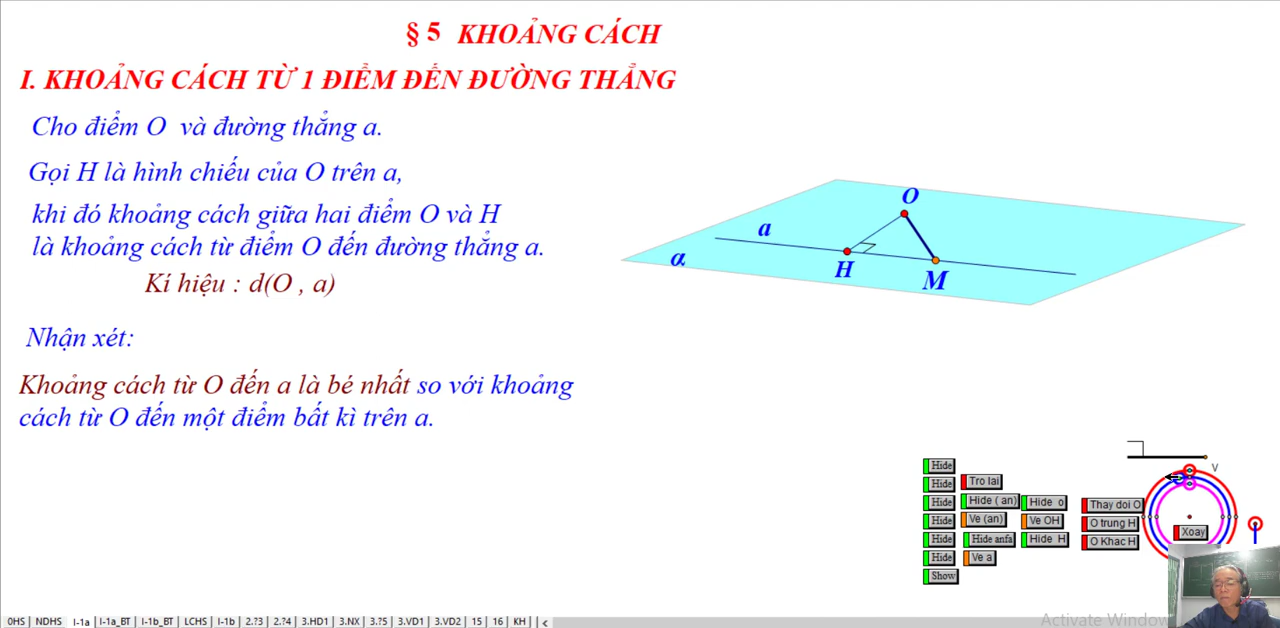 § 5 KHOẢNG CÁCH
I. KHOẢNG CÁCH TỪ 1 ĐIỂM ĐẾN ĐƯỜNG THẲNG
Cho điểm O và đường thẳng a.
Gọi H là hình chiếu của O trên a,
khi đó khoảng cách giữa hai điểm O và H
là khoảng cách từ điểm O đến đường thẳng a.
Kí hiệu : d(O , a)
Nhận xét:
Khoảng cách từ O đến a là bé nhất so với khoảng
cách từ O đến một điểm bất kì trên a.
O
a
α
H
M
V
Hide
Hide Tro lai
Hide Hide ( an) Hide o Thay doi O
Hide Ve (an) Ve OH O trung H
Hide Hide anfa Hide H O Khac H
Hide Ve a
Show
Xoay
Activate Window
0HS | NDHS | I-1a | I-1a_BT | I-1b_BT | LCHS | I-1b | 2.?3 | 2.?4 | 3.HD1 | 3.NX | 3.?5 | 3.VD1 | 3.VD2 | 15 | 16 | KH | <